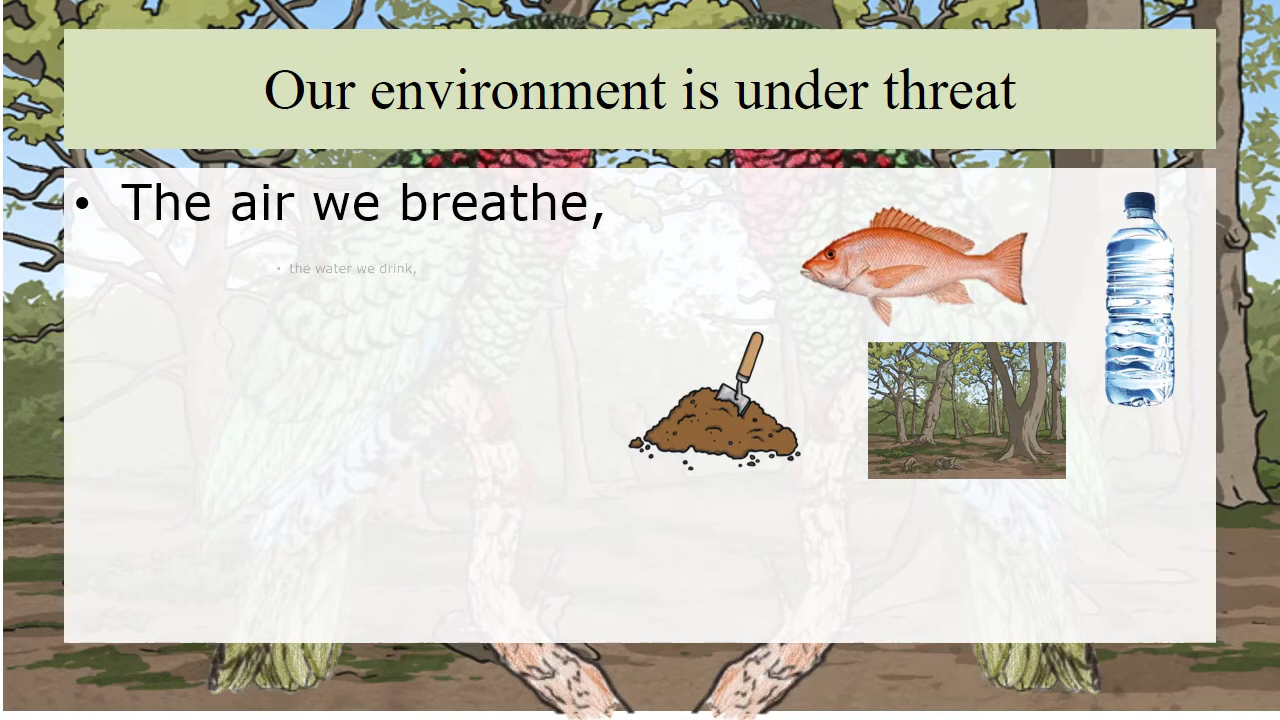 Our environment is under threat
• The air we breathe,
• the water we drink,